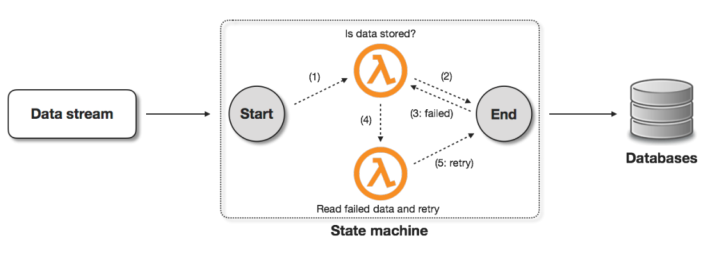 Is data stored?
(1)
(2)
Data stream
Start
(4)
(3: failed)
End
(5: retry)
Databases
Read failed data and retry
State machine